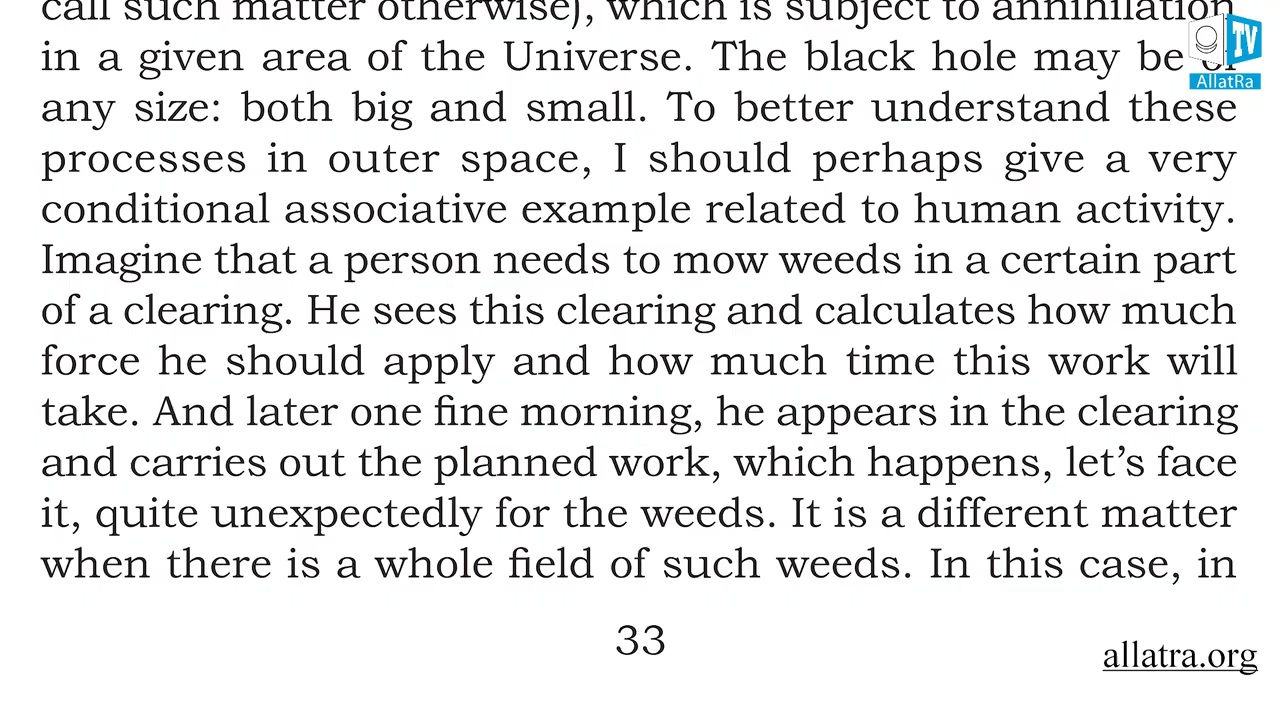 call such matter otherwise), which is subject to annihilation
in a given area of the Universe. The black hole may be of
any size: both big and small. To better understand these
processes in outer space, I should perhaps give a very
conditional associative example related to human activity.
Imagine that a person needs to mow weeds in a certain part
of a clearing. He sees this clearing and calculates how much
force he should apply and how much time this work will
take. And later one fine morning, he appears in the clearing
and carries out the planned work, which happens, let’s face
it, quite unexpectedly for the weeds. It is a different matter
when there is a whole field of such weeds. In this case, in
33
TV
AllatRa
allatra.org